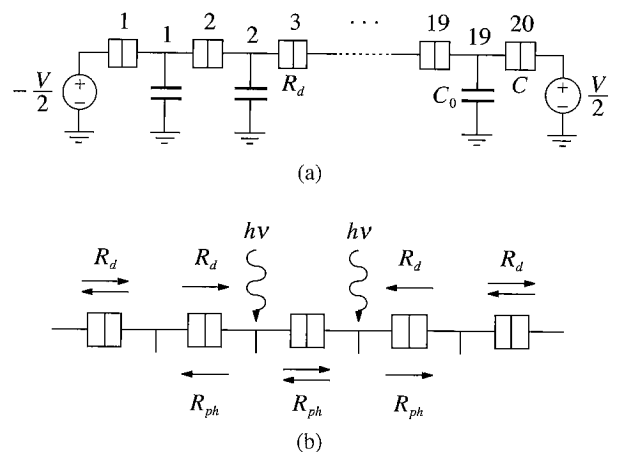 1 1 2 2 3 · · · 19 19 20
− V/2 + − R_d C_0 C + − V/2
(a)
hν hν
R_d R_d R_d R_d
R_ph R_ph R_ph
(b)